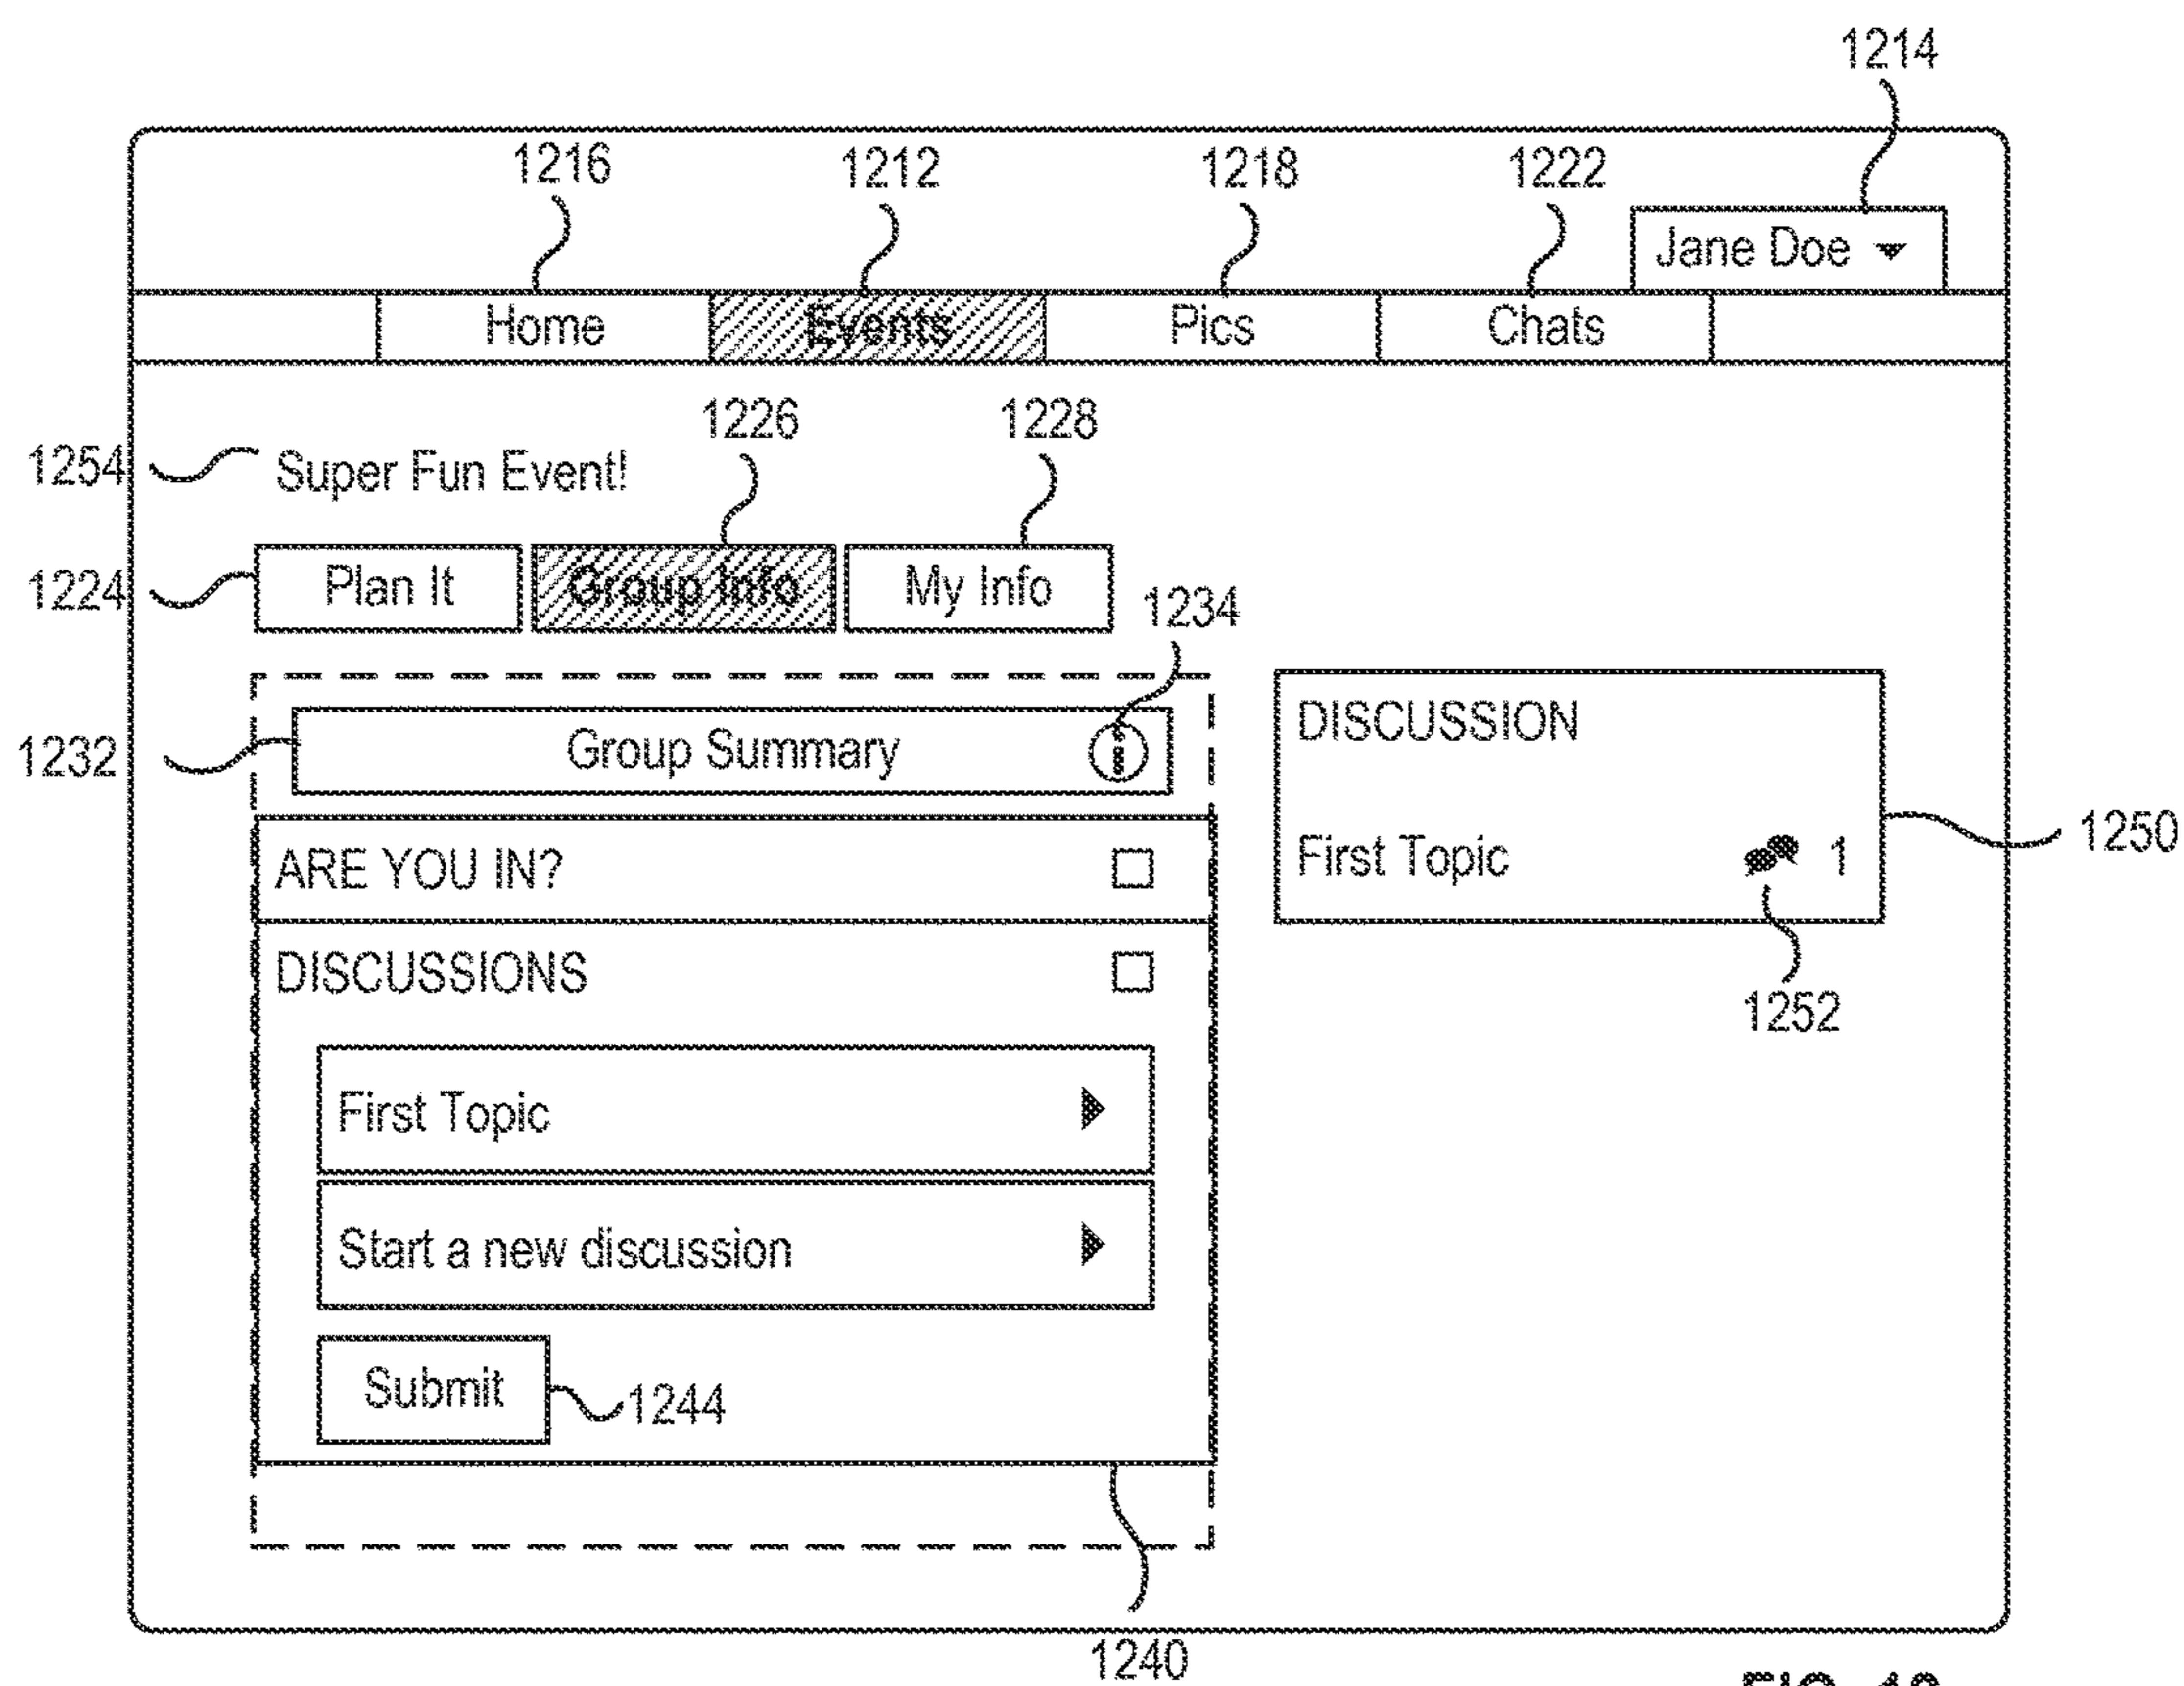 1214
1216 1212 1218 1222
Jane Doe
Home Events Pics Chats
1226 1228
1254 Super Fun Event!
1224 Plan It Group Info My Info
1234
1232 Group Summary
DISCUSSION
ARE YOU IN?
First Topic 1 1250
DISCUSSIONS
1252
First Topic
Start a new discussion
Submit 1244
1240